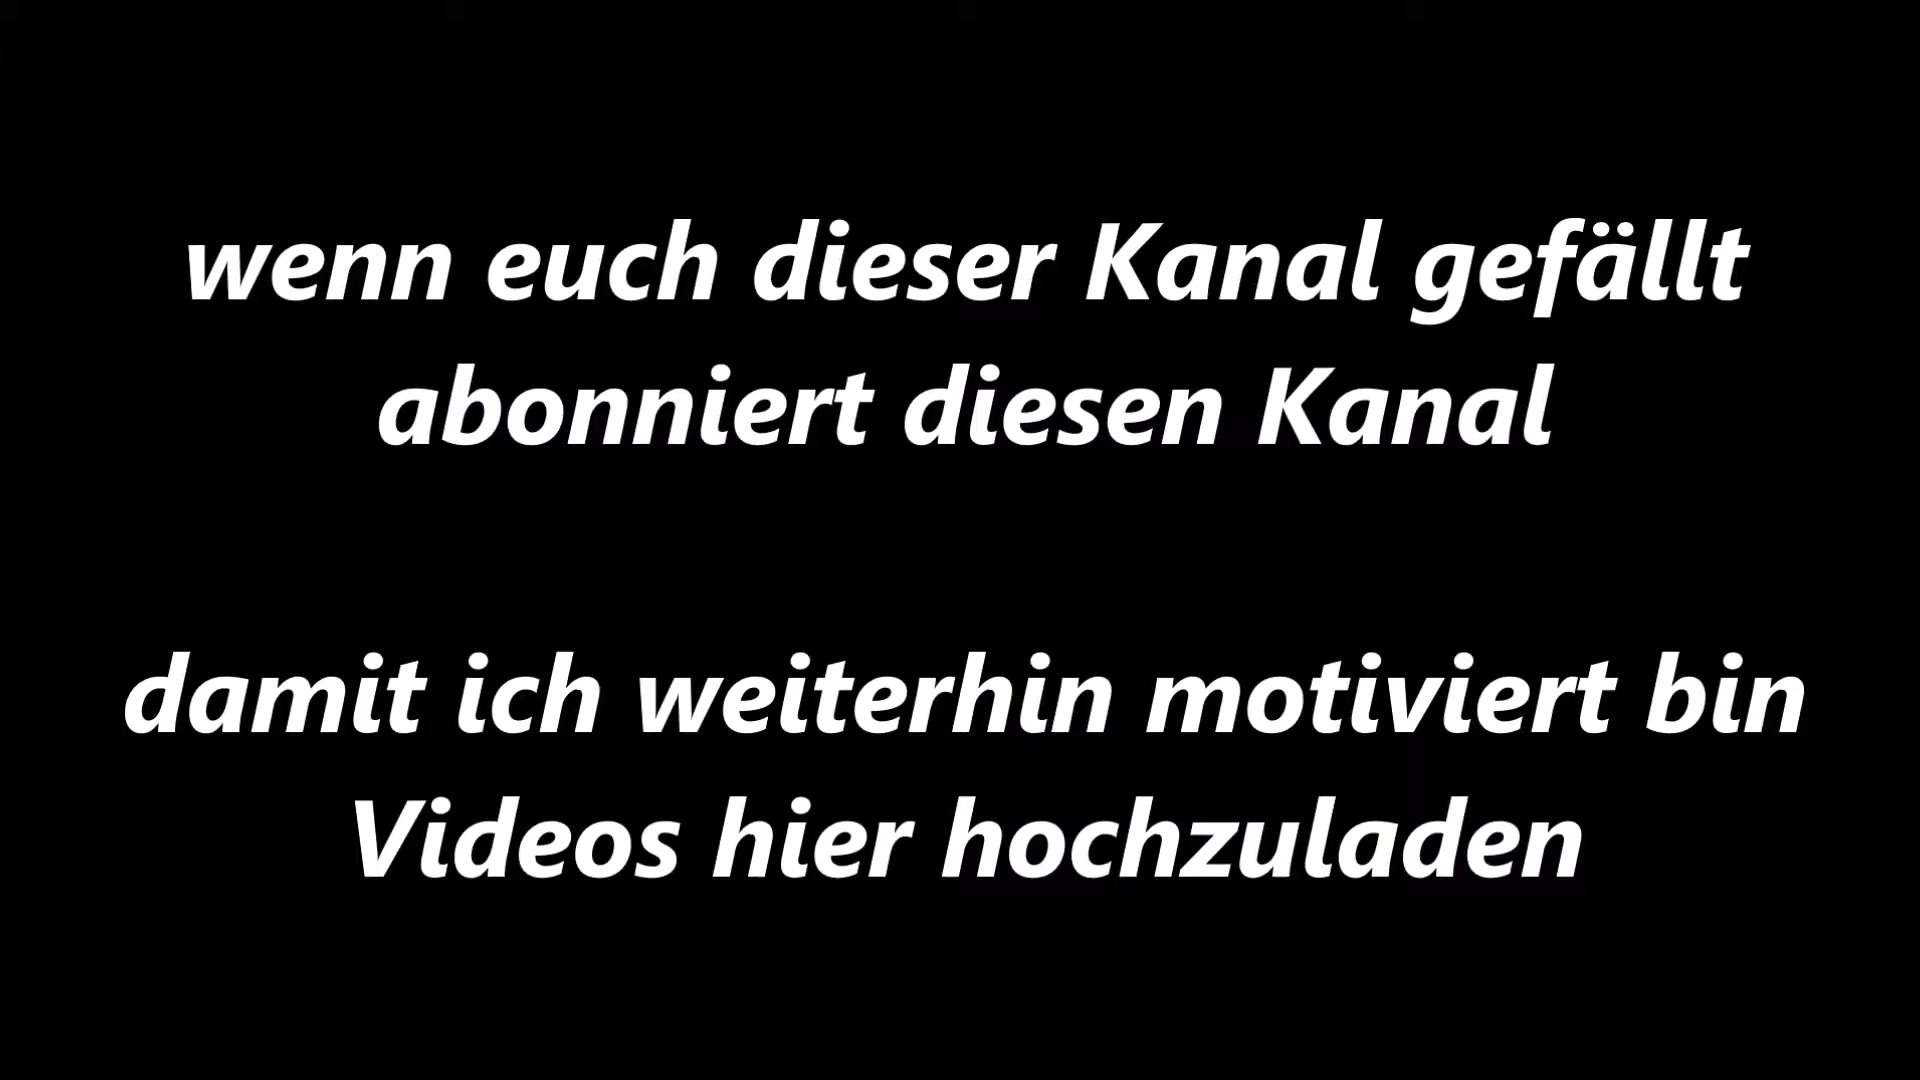 wenn euch dieser Kanal gefällt
abonniert diesen Kanal
damit ich weiterhin motiviert bin
Videos hier hochzuladen